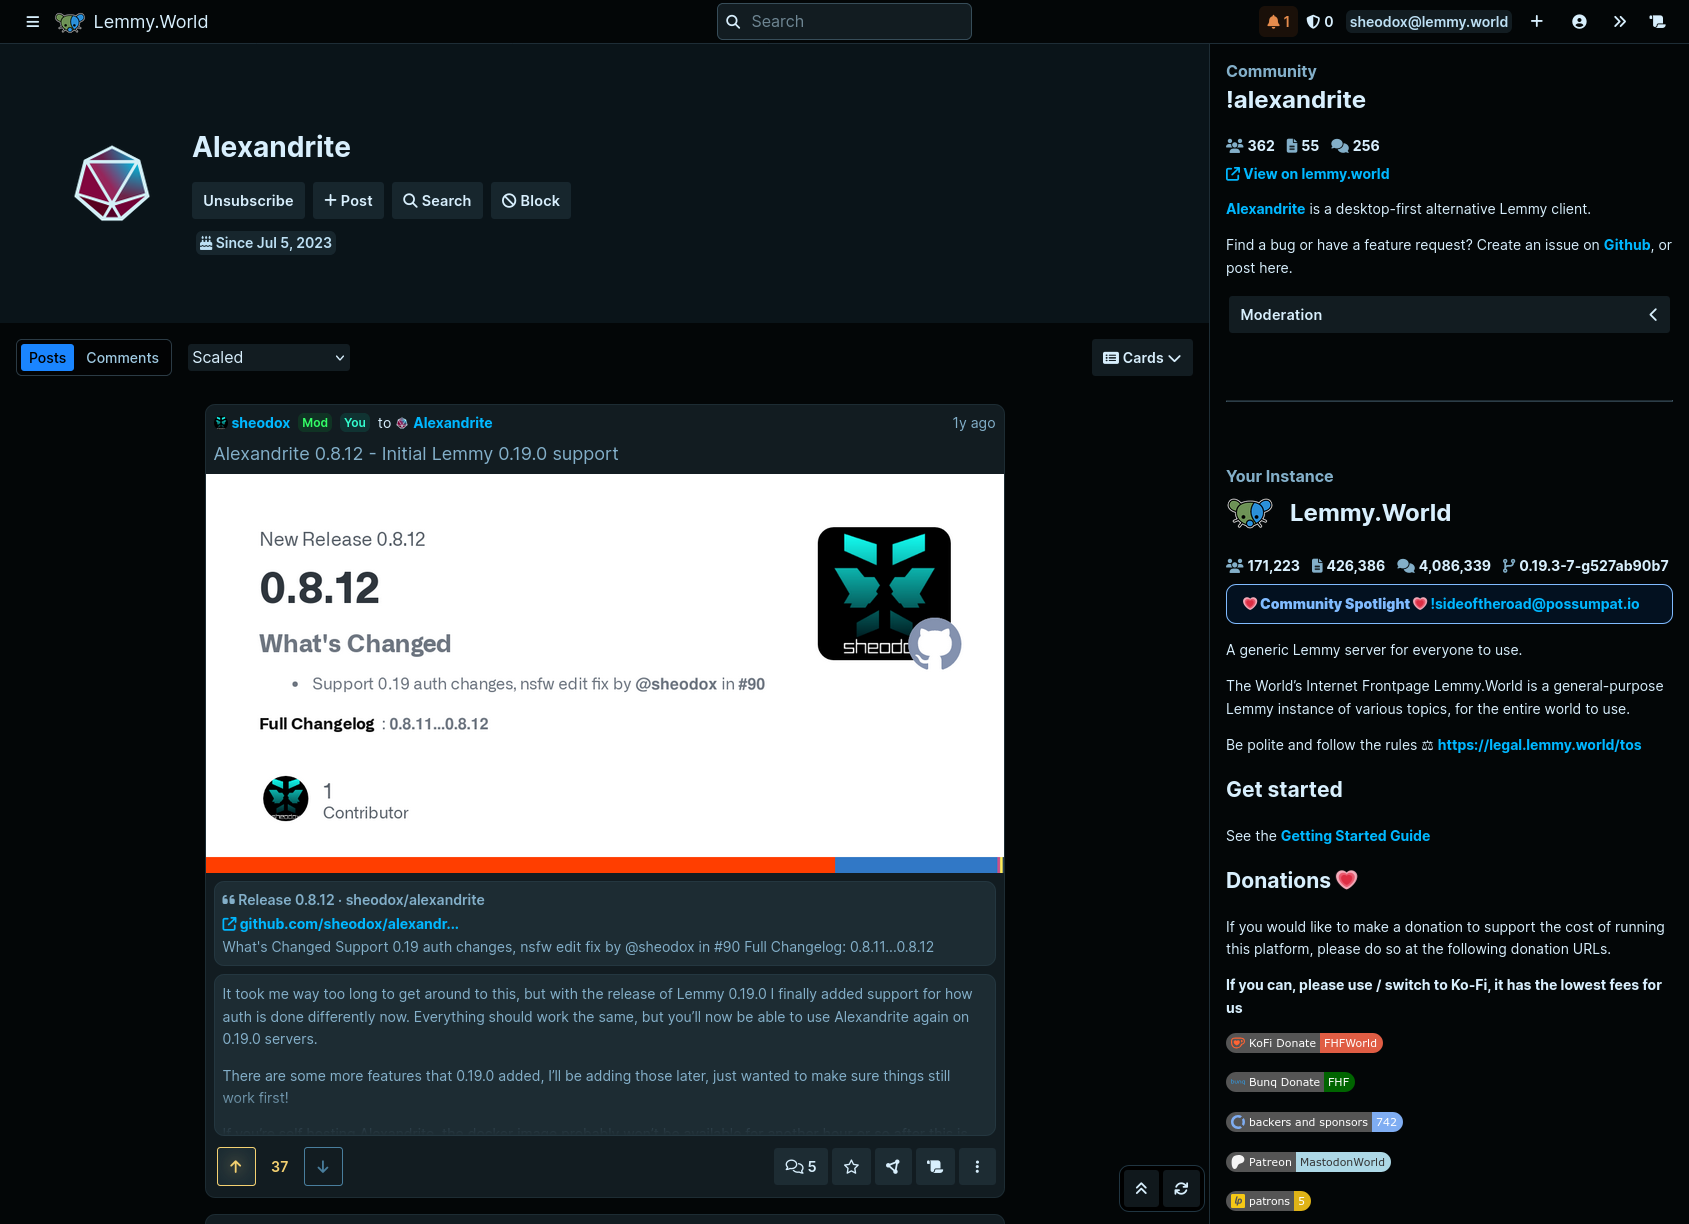 Lemmy.World
Search
1
0
sheodox@lemmy.world
Alexandrite
Unsubscribe
Post
Search
Block
Since Jul 5, 2023
Posts
Comments
Scaled
Cards
sheodox Mod You to Alexandrite
1y ago
Alexandrite 0.8.12 - Initial Lemmy 0.19.0 support
New Release 0.8.12
0.8.12
What's Changed
• Support 0.19 auth changes, nsfw edit fix by @sheodox in #90
Full Changelog : 0.8.11...0.8.12
1
Contributor
Release 0.8.12 · sheodox/alexandrite
github.com/sheodox/alexandr...
What's Changed Support 0.19 auth changes, nsfw edit fix by @sheodox in #90 Full Changelog: 0.8.11...0.8.12
It took me way too long to get around to this, but with the release of Lemmy 0.19.0 I finally added support for how
auth is done differently now. Everything should work the same, but you’ll now be able to use Alexandrite again on
0.19.0 servers.
There are some more features that 0.19.0 added, I’ll be adding those later, just wanted to make sure things still
work first!
37
5
Community
!alexandrite
362 55 256
View on lemmy.world
Alexandrite is a desktop-first alternative Lemmy client.
Find a bug or have a feature request? Create an issue on Github, or
post here.
Moderation
Your Instance
Lemmy.World
171,223 426,386 4,086,339 0.19.3-7-g527ab90b7
Community Spotlight !sideoftheroad@possumpat.io
A generic Lemmy server for everyone to use.
The World’s Internet Frontpage Lemmy.World is a general-purpose
Lemmy instance of various topics, for the entire world to use.
Be polite and follow the rules ⚖ https://legal.lemmy.world/tos
Get started
See the Getting Started Guide
Donations
If you would like to make a donation to support the cost of running
this platform, please do so at the following donation URLs.
If you can, please use / switch to Ko-Fi, it has the lowest fees for
us
KoFi Donate FHFWorld
Bunq Donate FHF
backers and sponsors 742
Patreon MastodonWorld
patrons 5